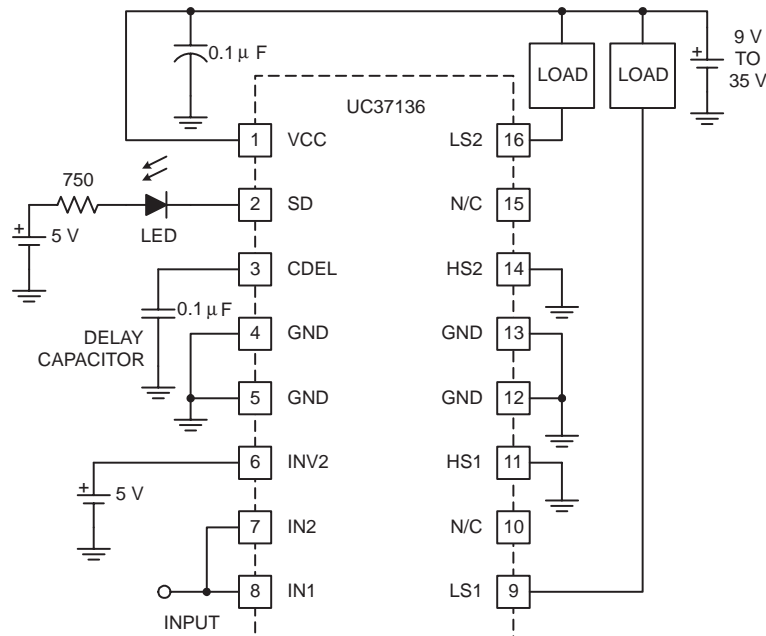 0.1 μ F
LOAD
LOAD
9 V
TO
35 V
+
UC37136
1 VCC
LS2 16
750
LED
+
5 V
2 SD
N/C 15
3 CDEL
HS2 14
0.1 μ F
DELAY
CAPACITOR
4 GND
GND 13
5 GND
GND 12
+
5 V
6 INV2
HS1 11
7 IN2
N/C 10
8 IN1
LS1 9
INPUT